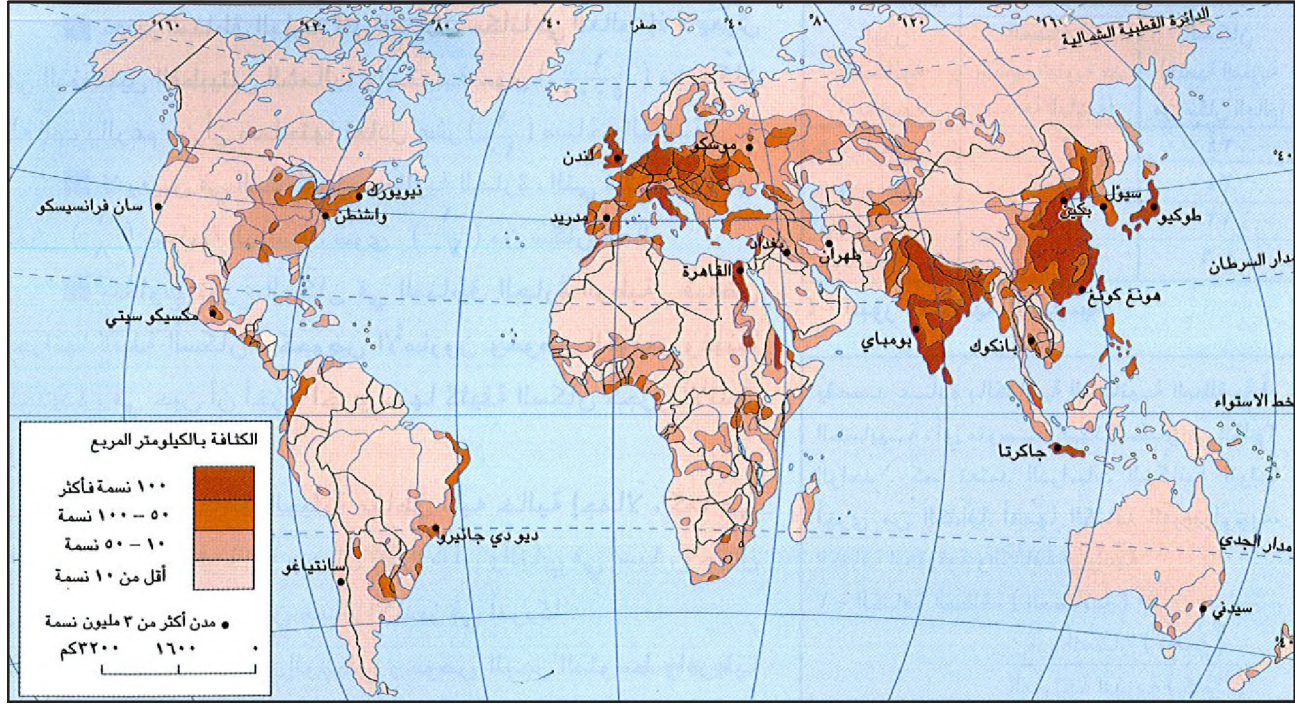 °١٦٠
°١٢٠
°٨٠
°٤٠
صفر
°٤٠
°٨٠
°١٢٠
°١٦٠
الدائرة القطبية الشمالية
°٤٠
موسكو
لندن
نيويورك
واشنطن
سان فرانسيسكو
مدريد
سيول
بكين
طوكيو
بغداد
طهران
القاهرة
مدار السرطان
هونغ كونغ
مكسيكو سيتي
بومباي
بانكوك
خط الاستواء
جاكرتا
ديو دي جانيرو
مدار الجدي
سانتياغو
سيدني
°٤٠
الكثافة بالكيلومتر المربع
١٠٠ نسمة فأكثر
٥٠ – ١٠٠ نسمة
١٠ – ٥٠ نسمة
أقل من ١٠ نسمة
مدن أكثر من ٣ مليون نسمة
٠ ١٦٠٠ ٣٢٠٠كم